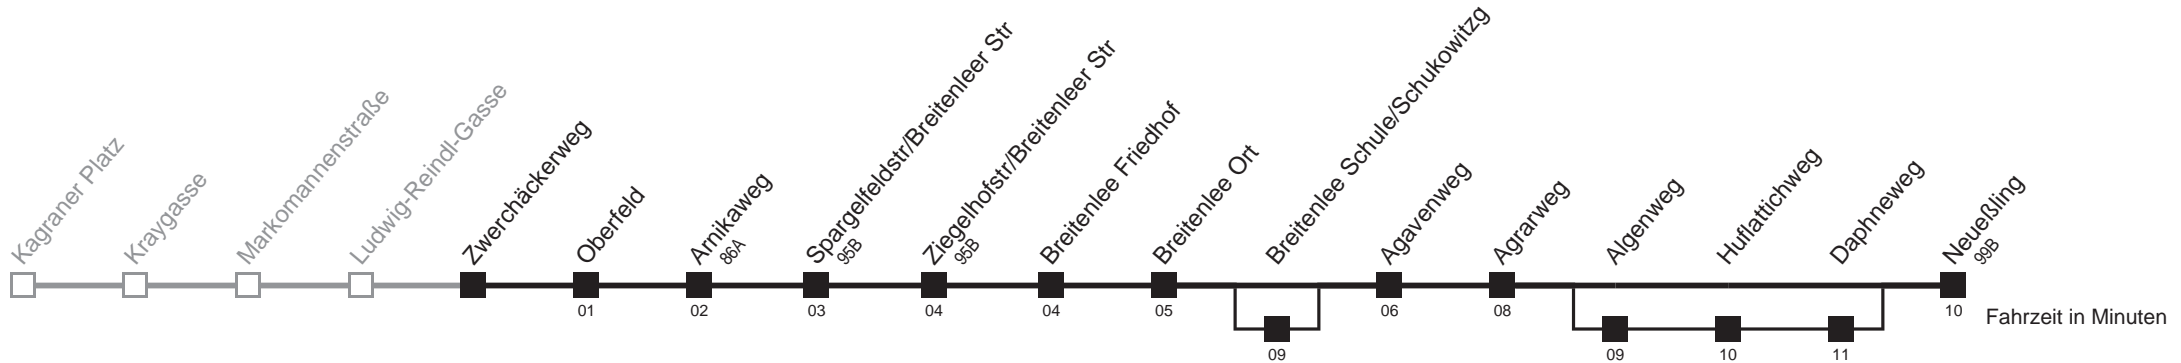 Kagraner Platz
Kraygasse
Markomannenstraße
Ludwig-Reindl-Gasse
Zwerchäckerweg
Oberfeld
01
Arnikaweg
86A
02
Spargelfeldstr/Breitenleer Str
95B
03
Ziegelhofstr/Breitenleer Str
95B
04
Breitenlee Friedhof
04
Breitenlee Ort
05
Breitenlee Schule/Schukowitzg
09
Agavenweg
06
Agrarweg
08
Algenweg
09
Huflattichweg
10
Daphneweg
11
Neueßling
99B
10
Fahrzeit in Minuten